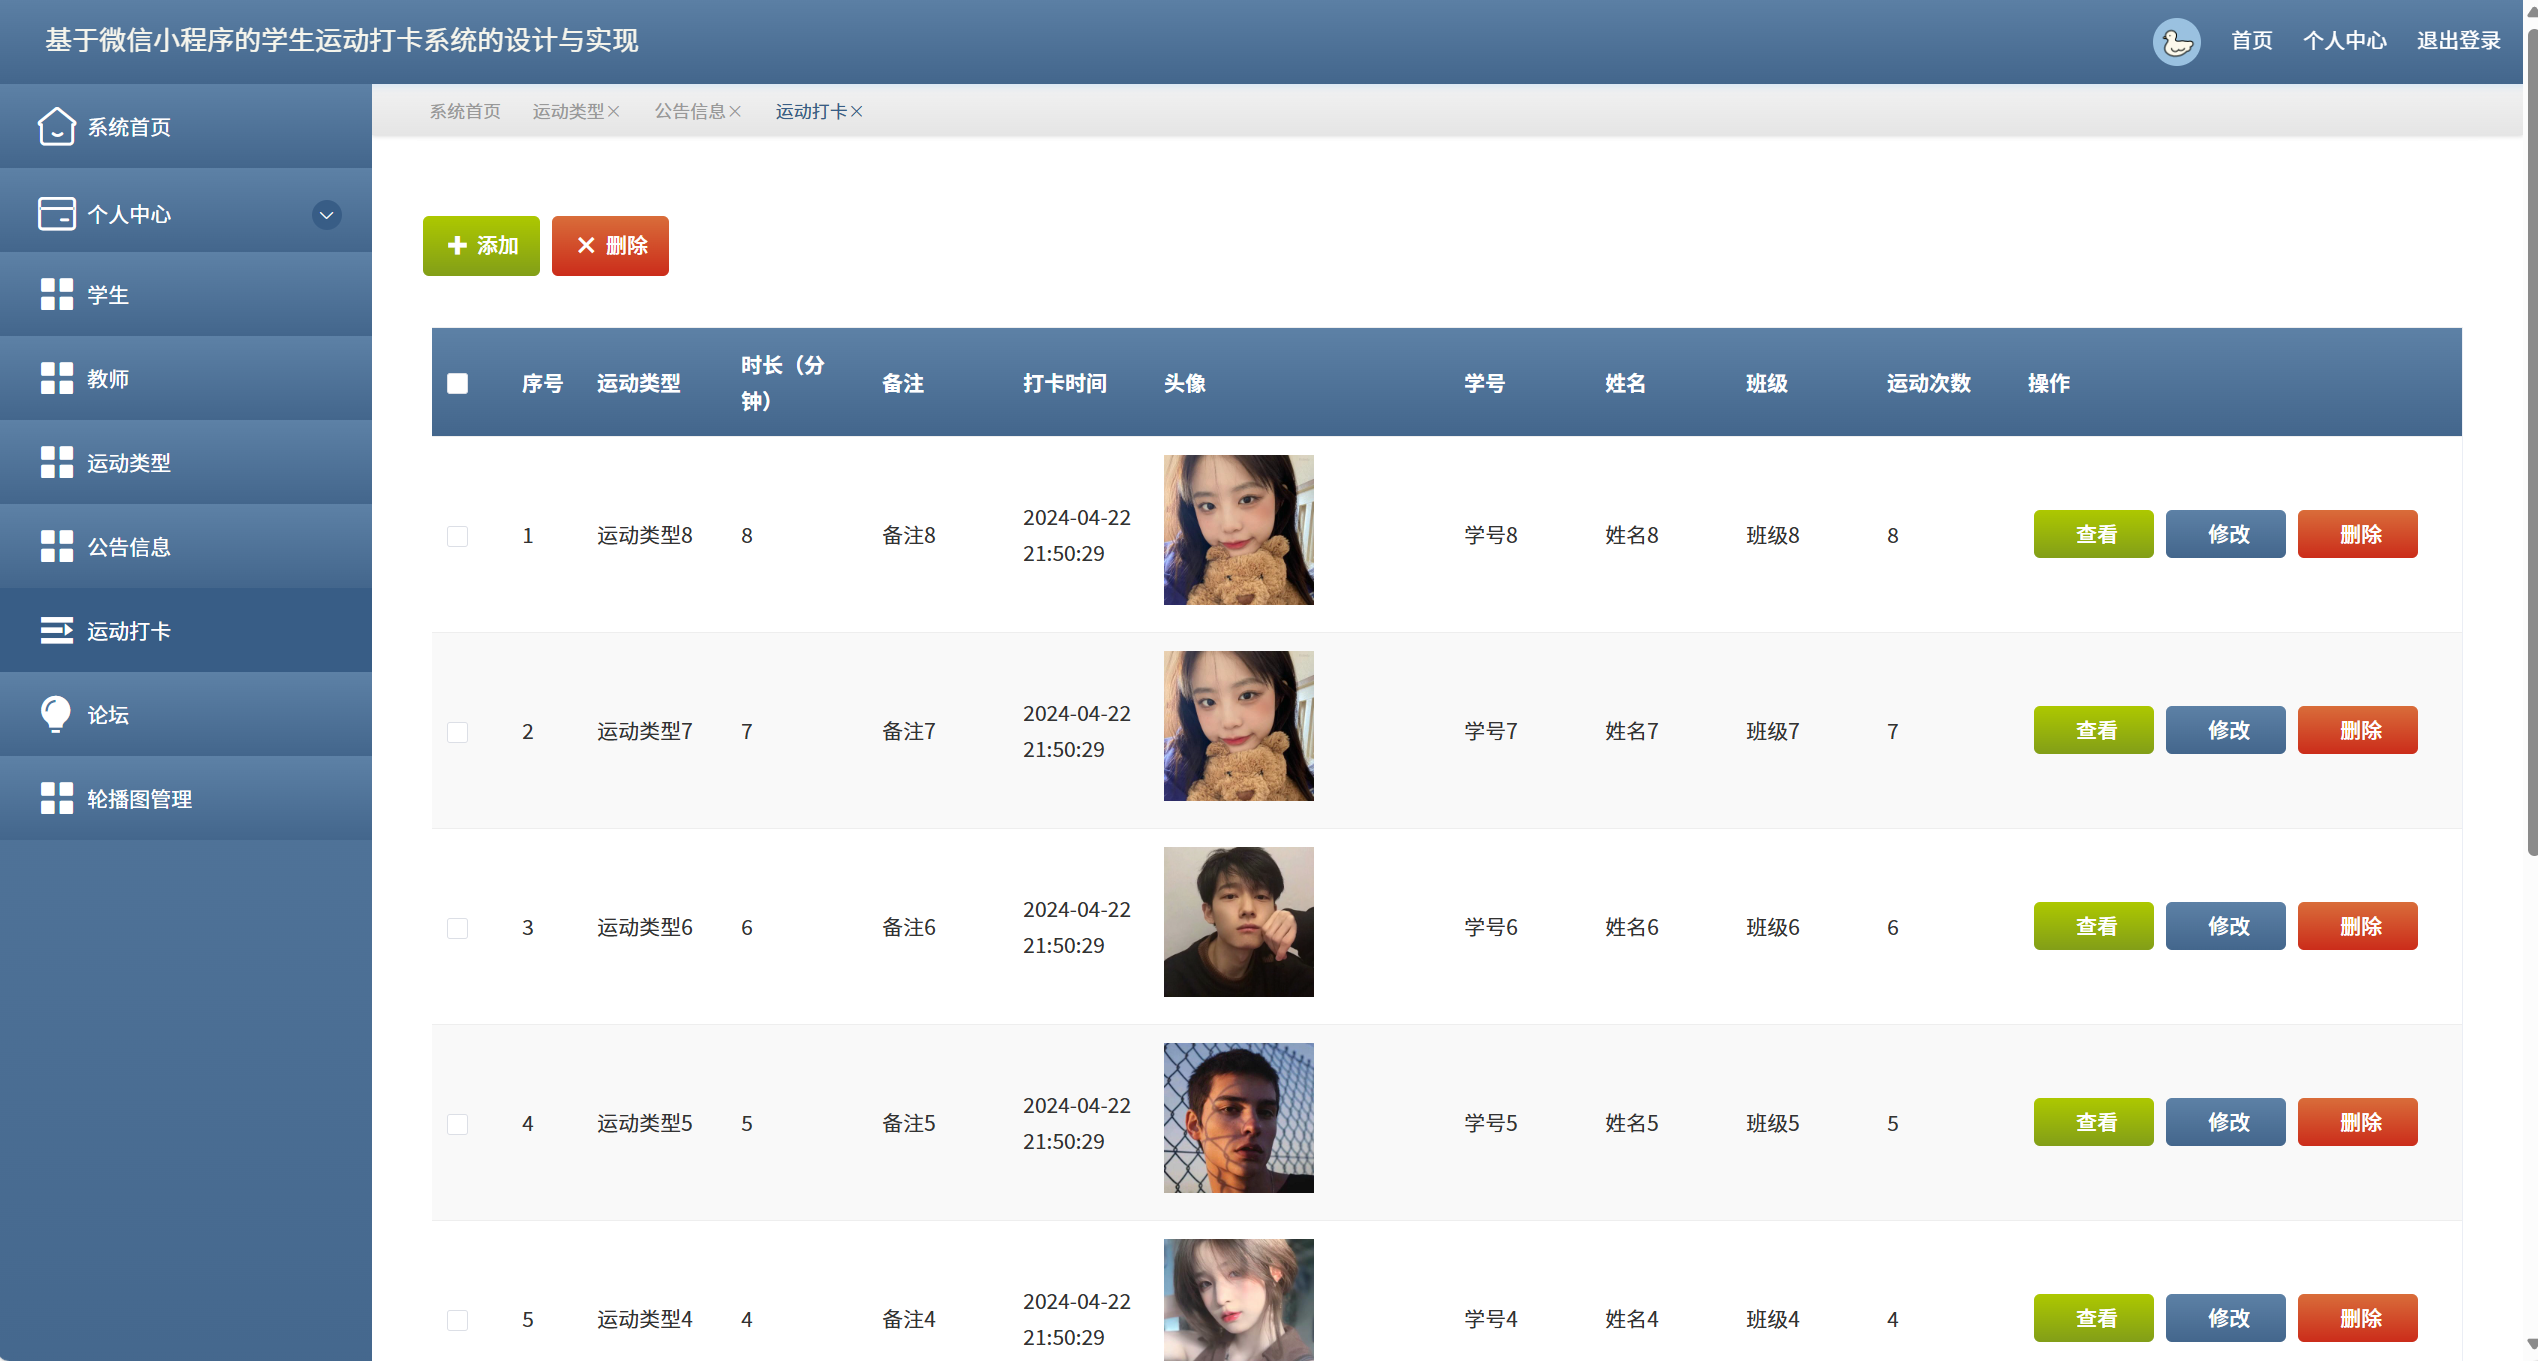 基于微信小程序的学生运动打卡系统的设计与实现
首页 个人中心 退出登录
系统首页
个人中心
学生
教师
运动类型
公告信息
运动打卡
论坛
轮播图管理
系统首页 运动类型 公告信息 运动打卡
添加 删除
序号 运动类型 时长（分钟） 备注 打卡时间 头像 学号 姓名 班级 运动次数 操作
1 运动类型8 8 备注8 2024-04-22 21:50:29 学号8 姓名8 班级8 8 查看 修改 删除
2 运动类型7 7 备注7 2024-04-22 21:50:29 学号7 姓名7 班级7 7 查看 修改 删除
3 运动类型6 6 备注6 2024-04-22 21:50:29 学号6 姓名6 班级6 6 查看 修改 删除
4 运动类型5 5 备注5 2024-04-22 21:50:29 学号5 姓名5 班级5 5 查看 修改 删除
5 运动类型4 4 备注4 2024-04-22 21:50:29 学号4 姓名4 班级4 4 查看 修改 删除